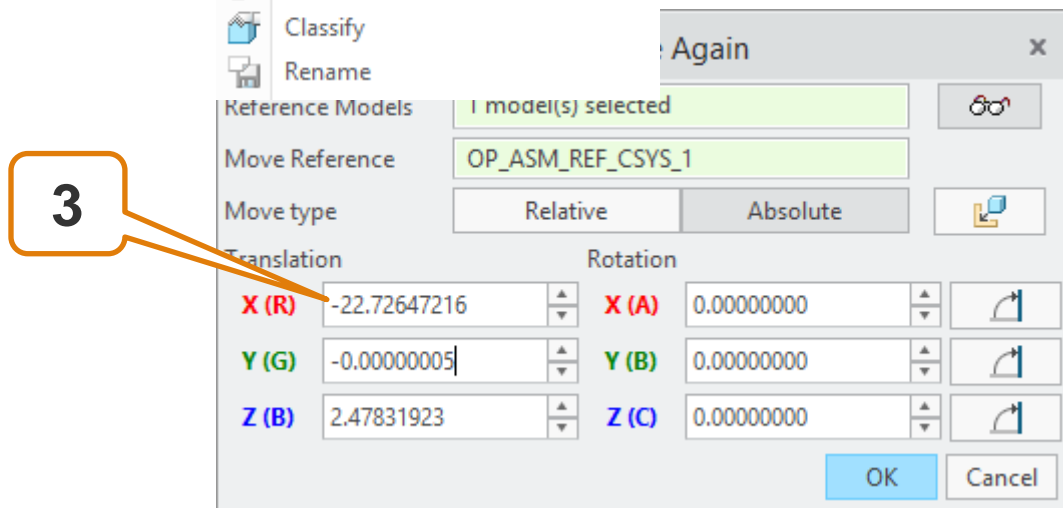 Classify
Rename
Again x
Reference Models 1 model(s) selected
Move Reference OP_ASM_REF_CSYS_1
3
Move type Relative Absolute
Translation Rotation
X (R) -22.72647216 X (A) 0.00000000
Y (G) -0.00000005 Y (B) 0.00000000
Z (B) 2.47831923 Z (C) 0.00000000
OK Cancel